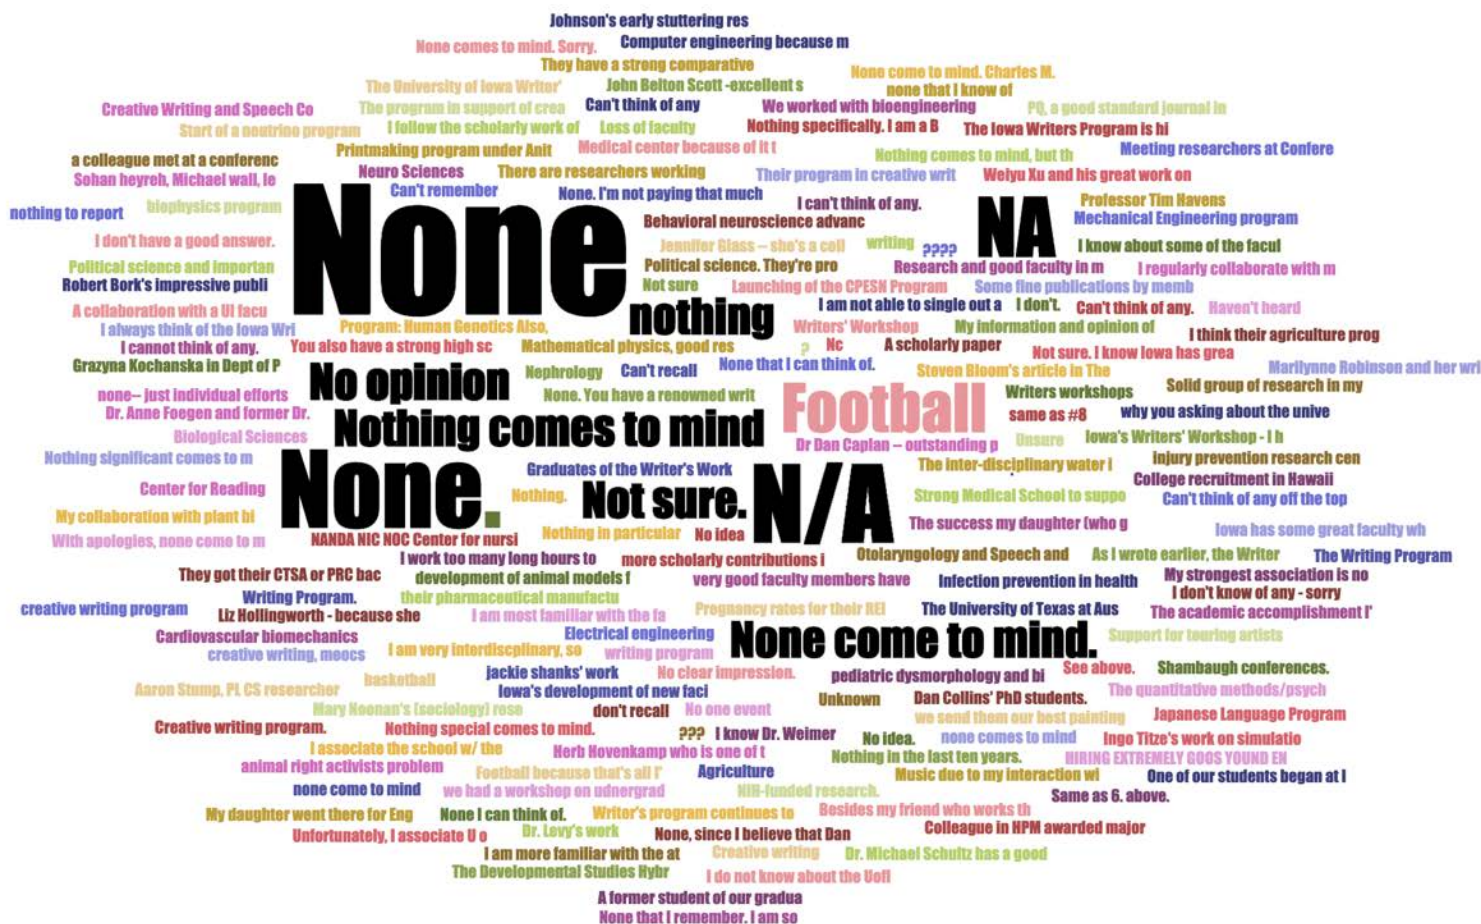 Johnson's early stuttering res
None comes to mind. Sorry.
Computer engineering because m
They have a strong comparative
None come to mind. Charles M.
The University of Iowa Writer'
John Belton Scott -excellent s
none that I know of
Creative Writing and Speech Co
The program in support of crea
Can't think of any
We worked with bioengineering
PQ, a good standard journal in
Start of a neutrino program
I follow the scholarly work of
Loss of faculty
Nothing specifically. I am a B
The Iowa Writers Program is hi
a colleague met at a conferenc
Printmaking program under Anit
Medical center because of it t
Nothing comes to mind, but th
Meeting researchers at Confere
Sohan heyreh, Michael wall, le
Neuro Sciences
There are researchers working
Their program in creative writ
Weiyu Xu and his great work on
Can't remember
None. I'm not paying that much
I can't think of any.
Professor Tim Havens
nothing to report
biophysics program
None
Behavioral neuroscience advanc
NA
Mechanical Engineering program
I don't have a good answer.
Jennifer Glass – she's a coll
writing
????
I know about some of the facul
Political science and importan
Political science. They're pro
Research and good faculty in m
I regularly collaborate with m
Robert Bork's impressive publi
Not sure
Launching of the CPESN Program
Some fine publications by memb
A collaboration with a UI facu
nothing
I am not able to single out a
I don't.
Can't think of any.
Haven't heard
I always think of the Iowa Wri
Program: Human Genetics Also,
Writers' Workshop
My information and opinion of
I think their agriculture prog
I cannot think of any.
You also have a strong high sc
Mathematical physics, good res
?
Nc
A scholarly paper
Not sure. I know Iowa has grea
Grazyna Kochanska in Dept of P
No opinion
Nephrology
Can't recall
None that I can think of.
Steven Bloom's article in The
Marilynne Robinson and her wri
none-- just individual efforts
None. You have a renowned writ
Football
Writers workshops
Solid group of research in my
Dr. Anne Foegen and former Dr.
Nothing comes to mind
same as #8
why you asking about the unive
Biological Sciences
Dr Dan Caplan – outstanding p
Unsure
Iowa's Writers' Workshop - I h
Nothing significant comes to m
None.
Graduates of the Writer's Work
N/A
The inter-disciplinary water i
injury prevention research cen
Center for Reading
Nothing.
Not sure.
Strong Medical School to suppo
College recruitment in Hawaii
Can't think of any off the top
My collaboration with plant bi
The success my daughter (who g
Iowa has some great faculty wh
With apologies, none come to m
NANDA NIC NOC Center for nursi
Nothing in particular
No idea
I work too many long hours to
more scholarly contributions i
Otolaryngology and Speech and
As I wrote earlier, the Writer
The Writing Program
They got their CTSA or PRC bac
development of animal models f
very good faculty members have
Infection prevention in health
My strongest association is no
Writing Program.
their pharmaceutical manufactu
I don't know of any - sorry
creative writing program
Liz Hollingworth - because she
I am most familiar with the fa
Pregnancy rates for their REI
The University of Texas at Aus
The academic accomplishment I'
Cardiovascular biomechanics
Electrical engineering
None come to mind.
Support for touring artists
creative writing, meocs
I am very interdiscplinary, so
writing program
jackie shanks' work
No clear impression.
pediatric dysmorphology and bi
See above.
Shambaugh conferences.
Aaron Stump, PL CS researcher
basketball
Iowa's development of new faci
Unknown
Dan Collins' PhD students.
The quantitative methods/psych
Mary Noonan's (sociology) rose
don't recall
No one event
we send them our best painting
Japanese Language Program
Creative writing program.
Nothing special comes to mind.
???
I know Dr. Weimer
No idea.
none comes to mind
Ingo Titze's work on simulatio
I associate the school w/ the
Herb Hovenkamp who is one of t
Nothing in the last ten years.
HIRING EXTREMELY GOOS YOUND EN
animal right activists problem
Football because that's all I'
Agriculture
Music due to my interaction wi
One of our students began at I
none come to mind
we had a workshop on udnergrad
NIH-funded research.
Same as 6. above.
My daughter went there for Eng
None I can think of.
Writer's program continues to
Besides my friend who works th
Unfortunately, I associate U o
Dr. Levy's work
None, since I believe that Dan
Colleague in HPM awarded major
I am more familiar with the at
Creative writing
Dr. Michael Schultz has a good
The Developmental Studies Hybr
I do not know about the UofI
A former student of our gradua
None that I remember. I am so